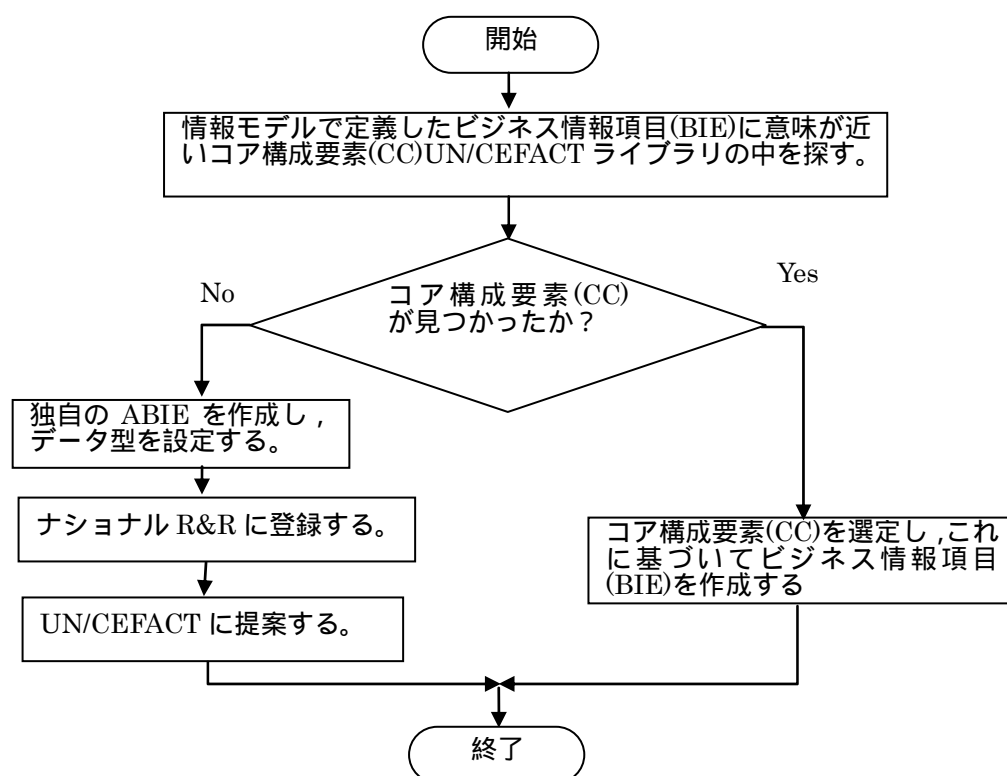 開始
情報モデルで定義したビジネス情報項目(BIE)に意味が近
いコア構成要素(CC)UN/CEFACT ライブラリの中を探す。
No
Yes
コア構成要素(CC)
が見つかったか？
独自の ABIE を作成し，
データ型を設定する。
ナショナル R&R に登録する。
UN/CEFACT に提案する。
コア構成要素(CC)を選定し，これ
に基づいてビジネス情報項目
(BIE)を作成する
終了